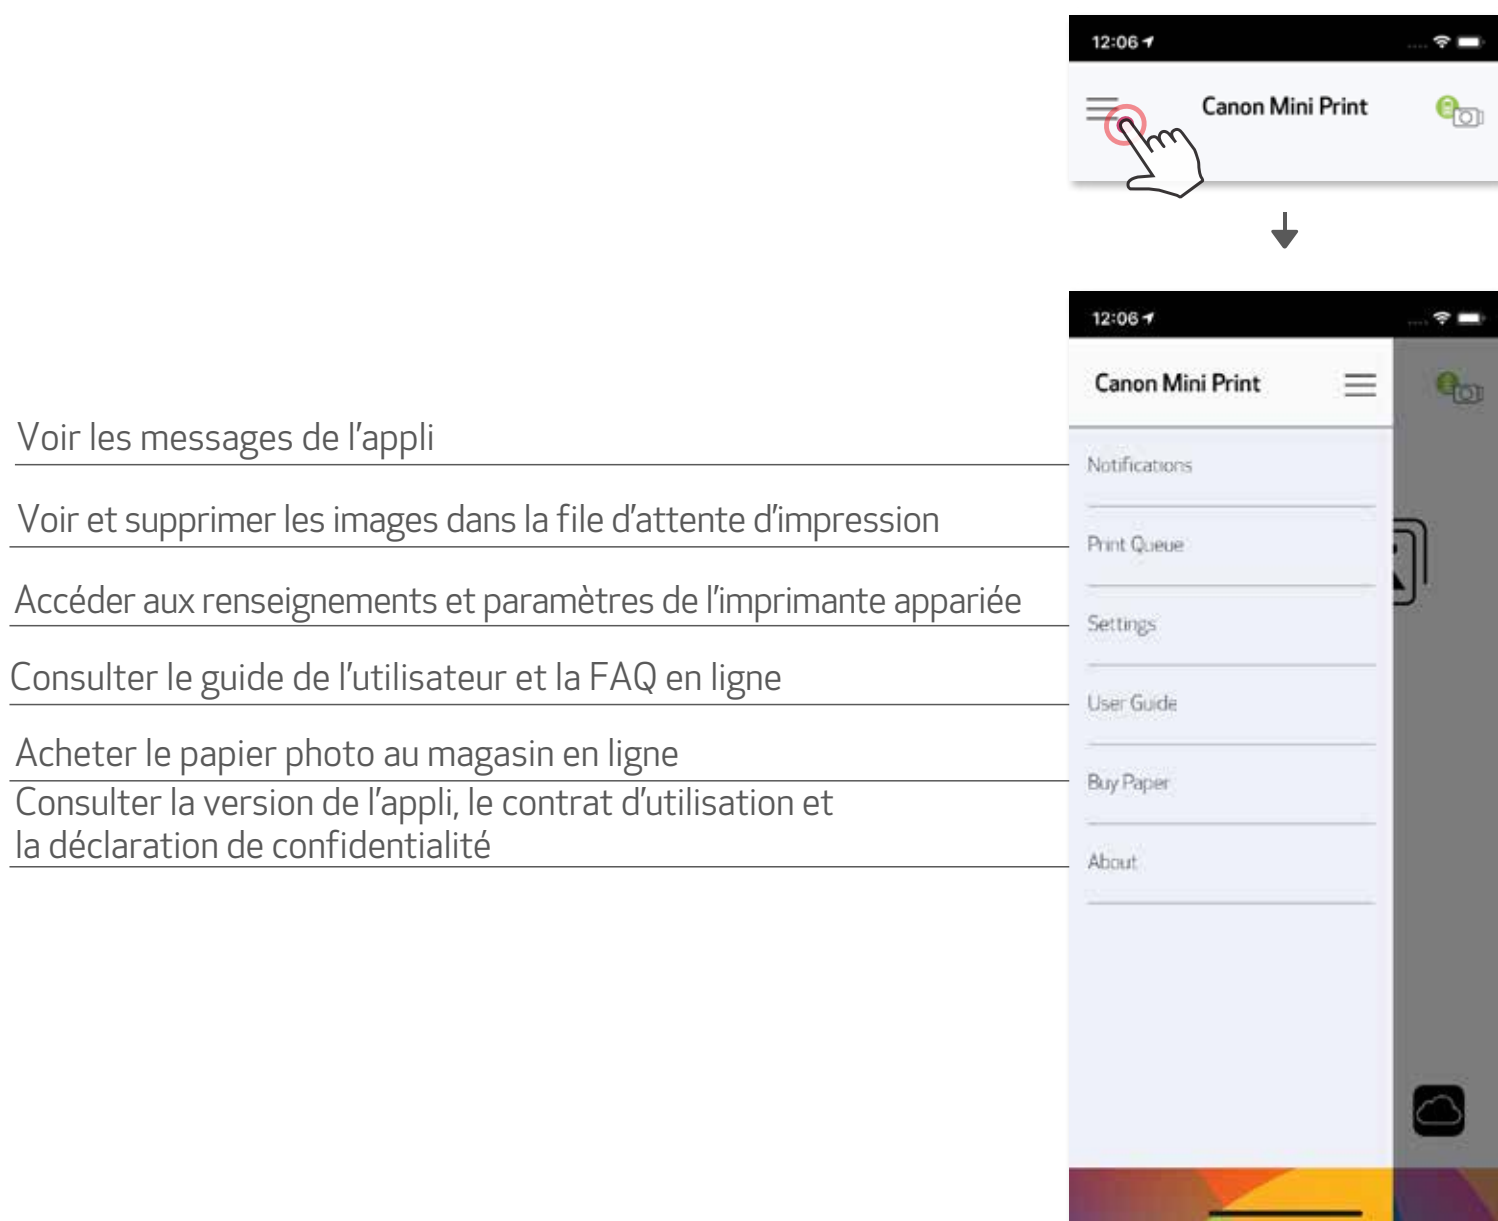 12:06
Canon Mini Print
12:06
Canon Mini Print
Voir les messages de l'appli
Notifications
Voir et supprimer les images dans la file d'attente d'impression
Print Queue
Accéder aux renseignements et paramètres de l'imprimante appariée
Settings
Consulter le guide de l'utilisateur et la FAQ en ligne
User Guide
Acheter le papier photo au magasin en ligne
Buy Paper
Consulter la version de l'appli, le contrat d'utilisation et
la déclaration de confidentialité
About